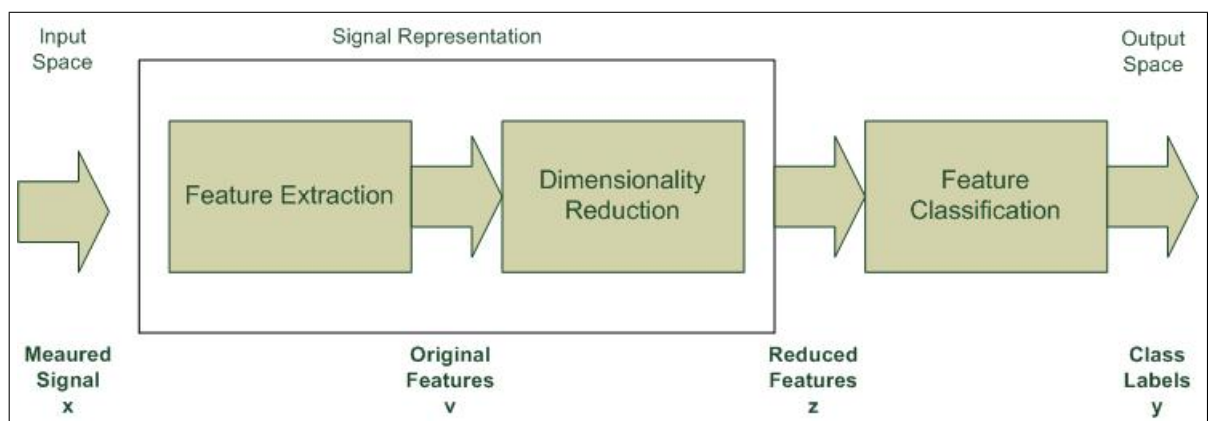 Input
Space
Signal Representation
Output
Space
Feature Extraction
Dimensionality
Reduction
Feature
Classification
Meaured
Signal
x
Original
Features
v
Reduced
Features
z
Class
Labels
y